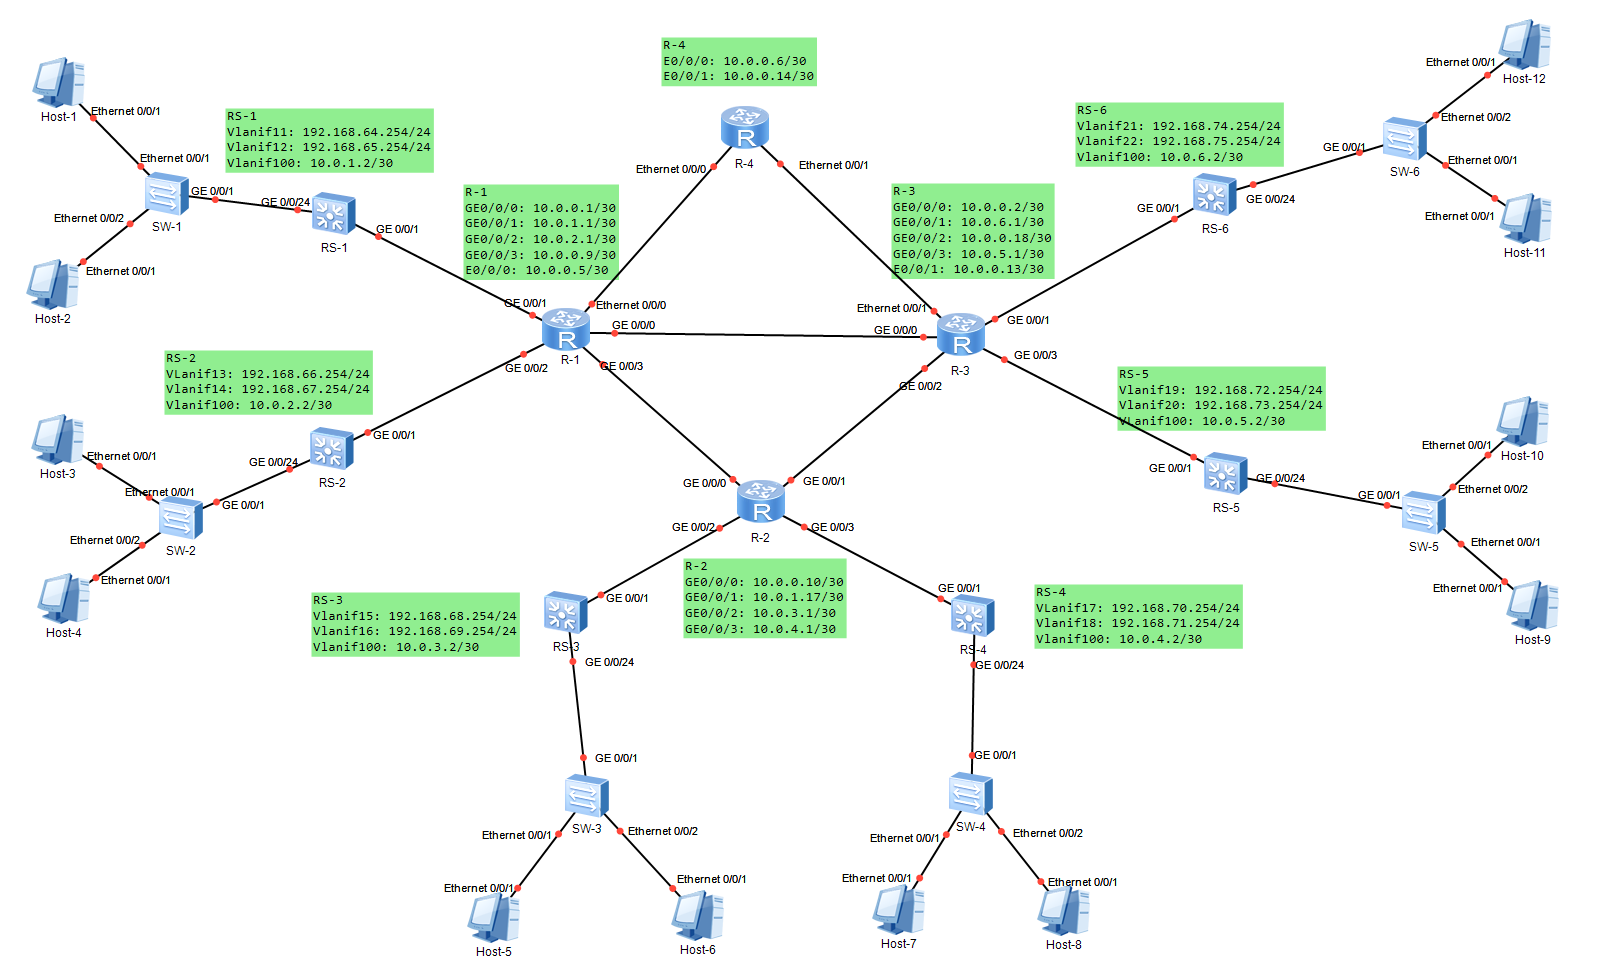 R-4
E0/0/0: 10.0.0.6/30
E0/0/1: 10.0.0.14/30
R-4
Ethernet 0/0/0
Ethernet 0/0/1
Host-1
Ethernet 0/0/1
Ethernet 0/0/1
Ethernet 0/0/2
Ethernet 0/0/1
Host-2
SW-1
GE 0/0/1
GE 0/0/24
RS-1
Vlanif11: 192.168.64.254/24
Vlanif12: 192.168.65.254/24
Vlanif100: 10.0.1.2/30
RS-1
GE 0/0/1
R-1
GE0/0/0: 10.0.0.1/30
GE0/0/1: 10.0.1.1/30
GE0/0/2: 10.0.2.1/30
GE0/0/3: 10.0.0.9/30
E0/0/0: 10.0.0.5/30
GE 0/0/1
Ethernet 0/0/0
GE 0/0/0
R-1
GE 0/0/2
GE 0/0/3
R-3
GE0/0/0: 10.0.0.2/30
GE0/0/1: 10.0.6.1/30
GE0/0/2: 10.0.0.18/30
GE0/0/3: 10.0.5.1/30
E0/0/1: 10.0.0.13/30
Ethernet 0/0/1
GE 0/0/0
GE 0/0/1
GE 0/0/3
R-3
GE 0/0/2
RS-6
Vlanif21: 192.168.74.254/24
Vlanif22: 192.168.75.254/24
Vlanif100: 10.0.6.2/30
GE 0/0/1
GE 0/0/24
RS-6
GE 0/0/1
SW-6
Ethernet 0/0/1
Host-12
Ethernet 0/0/2
Ethernet 0/0/1
Ethernet 0/0/1
Host-11
RS-2
VLanif13: 192.168.66.254/24
Vlanif14: 192.168.67.254/24
Vlanif100: 10.0.2.2/30
GE 0/0/1
GE 0/0/24
RS-2
Host-3
Ethernet 0/0/1
Ethernet 0/0/1
GE 0/0/1
Ethernet 0/0/2
SW-2
Ethernet 0/0/1
Host-4
RS-5
Vlanif19: 192.168.72.254/24
Vlanif20: 192.168.73.254/24
VLanif100: 10.0.5.2/30
GE 0/0/1
GE 0/0/24
RS-5
GE 0/0/1
SW-5
Ethernet 0/0/1
Host-10
Ethernet 0/0/2
Ethernet 0/0/1
Ethernet 0/0/1
Host-9
GE 0/0/0
GE 0/0/1
GE 0/0/2
GE 0/0/3
R-2
R-2
GE0/0/0: 10.0.0.10/30
GE0/0/1: 10.0.1.17/30
GE0/0/2: 10.0.3.1/30
GE0/0/3: 10.0.4.1/30
RS-3
Vlanif15: 192.168.68.254/24
Vlanif16: 192.168.69.254/24
Vlanif100: 10.0.3.2/30
GE 0/0/1
RS-3
GE 0/0/24
GE 0/0/1
SW-3
Ethernet 0/0/1
Ethernet 0/0/2
Ethernet 0/0/1
Ethernet 0/0/1
Host-5
Host-6
RS-4
VLanif17: 192.168.70.254/24
Vlanif18: 192.168.71.254/24
Vlanif100: 10.0.4.2/30
GE 0/0/1
RS-4
GE 0/0/24
GE 0/0/1
SW-4
Ethernet 0/0/1
Ethernet 0/0/2
Ethernet 0/0/1
Ethernet 0/0/1
Host-7
Host-8
R
R
R
R